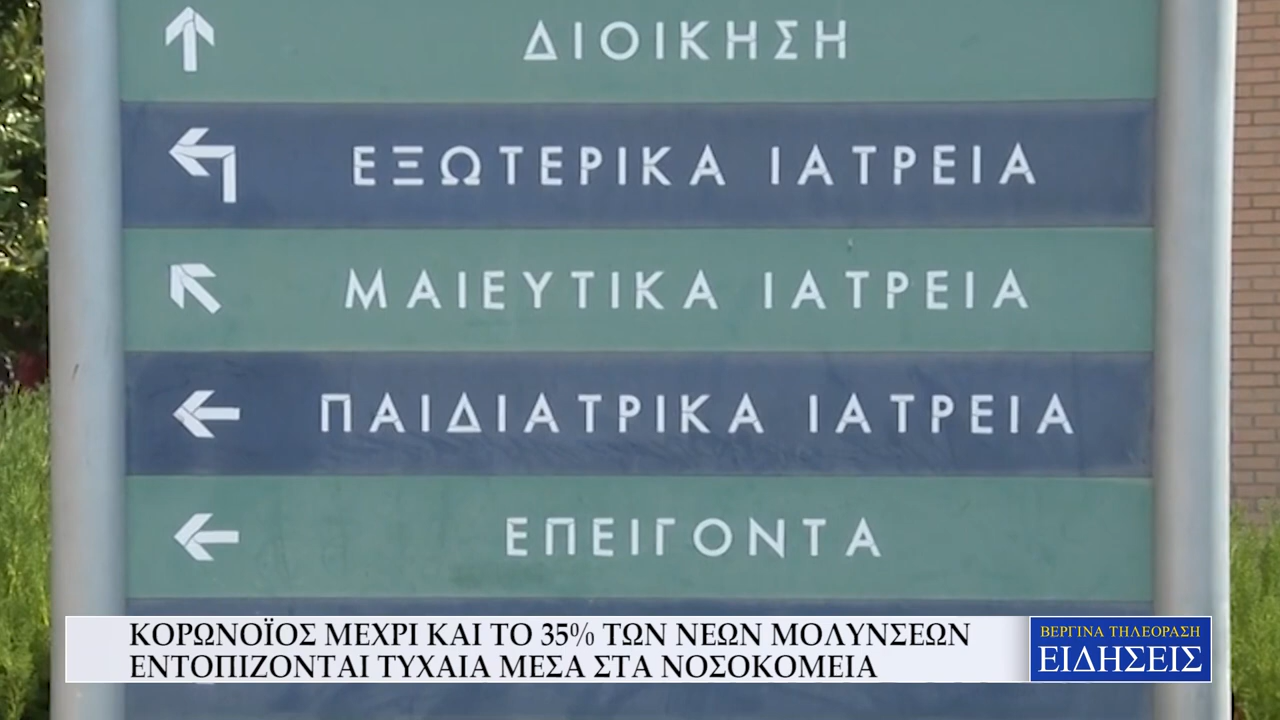 ΔΙΟΙΚΗΣΗ
ΕΞΩΤΕΡΙΚΑ ΙΑΤΡΕΙΑ
ΜΑΙΕΥΤΙΚΑ ΙΑΤΡΕΙΑ
ΠΑΙΔΙΑΤΡΙΚΑ ΙΑΤΡΕΙΑ
ΕΠΕΙΓΟΝΤΑ
ΚΟΡΩΝΟΪΟΣ ΜΕΧΡΙ ΚΑΙ ΤΟ 35% ΤΩΝ ΝΕΩΝ ΜΟΛΥΝΣΕΩΝ
ΕΝΤΟΠΙΖΟΝΤΑΙ ΤΥΧΑΙΑ ΜΕΣΑ ΣΤΑ ΝΟΣΟΚΟΜΕΙΑ
ΒΕΡΓΙΝΑ ΤΗΛΕΟΡΑΣΗ
ΕΙΔΗΣΕΙΣ